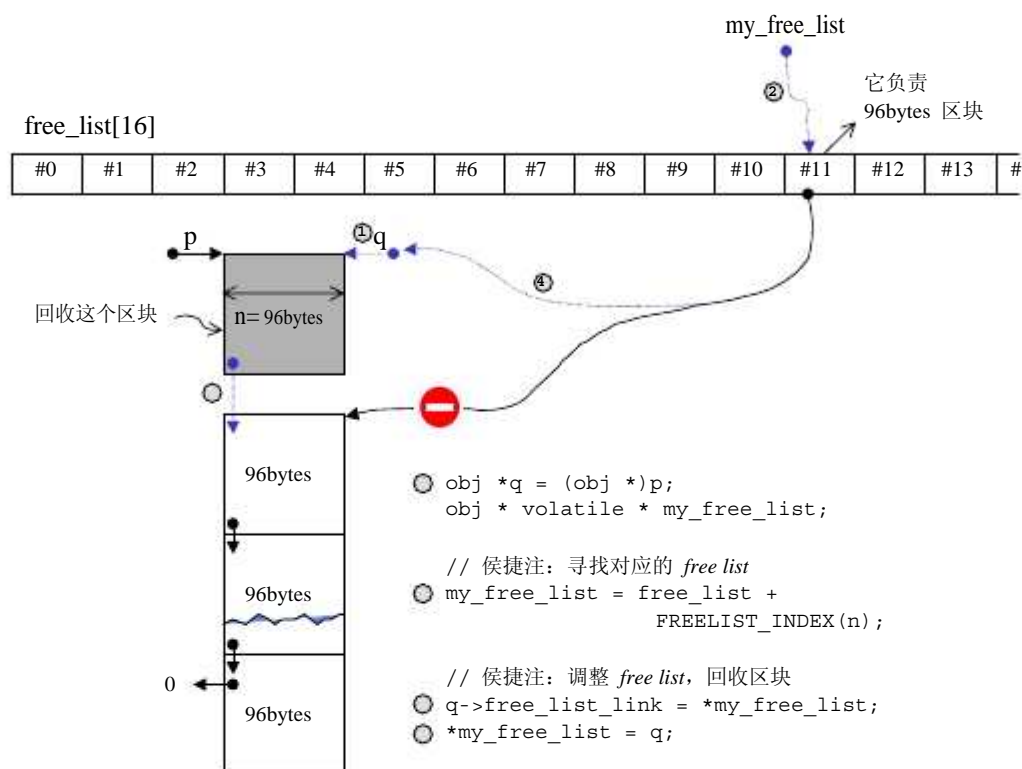 my_free_list
②
它负责
96bytes 区块
free_list[16]
#0 #1 #2 #3 #4 #5 #6 #7 #8 #9 #10 #11 #12 #13 #
p
①q
④
回收这个区块
n= 96bytes
96bytes
obj *q = (obj *)p;
obj * volatile * my_free_list;
// 侯捷注：寻找对应的 free list
96bytes
my_free_list = free_list +
FREELIST_INDEX(n);
// 侯捷注：调整 free list，回收区块
0
q->free_list_link = *my_free_list;
96bytes
*my_free_list = q;